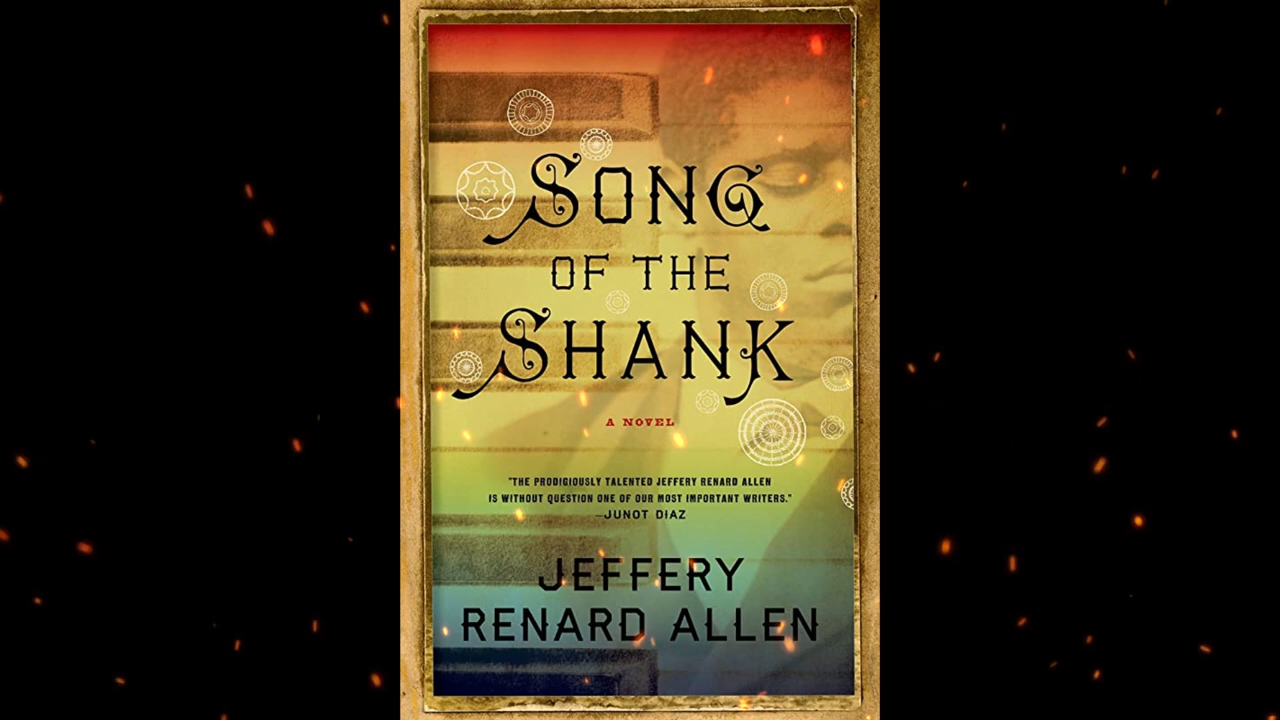 SONG
OF THE
SHANK
A NOVEL
"THE PRODIGIOUSLY TALENTED JEFFERY RENARD ALLEN
IS WITHOUT QUESTION ONE OF OUR MOST IMPORTANT WRITERS."
—JUNOT DIAZ
JEFFERY
RENARD ALLEN